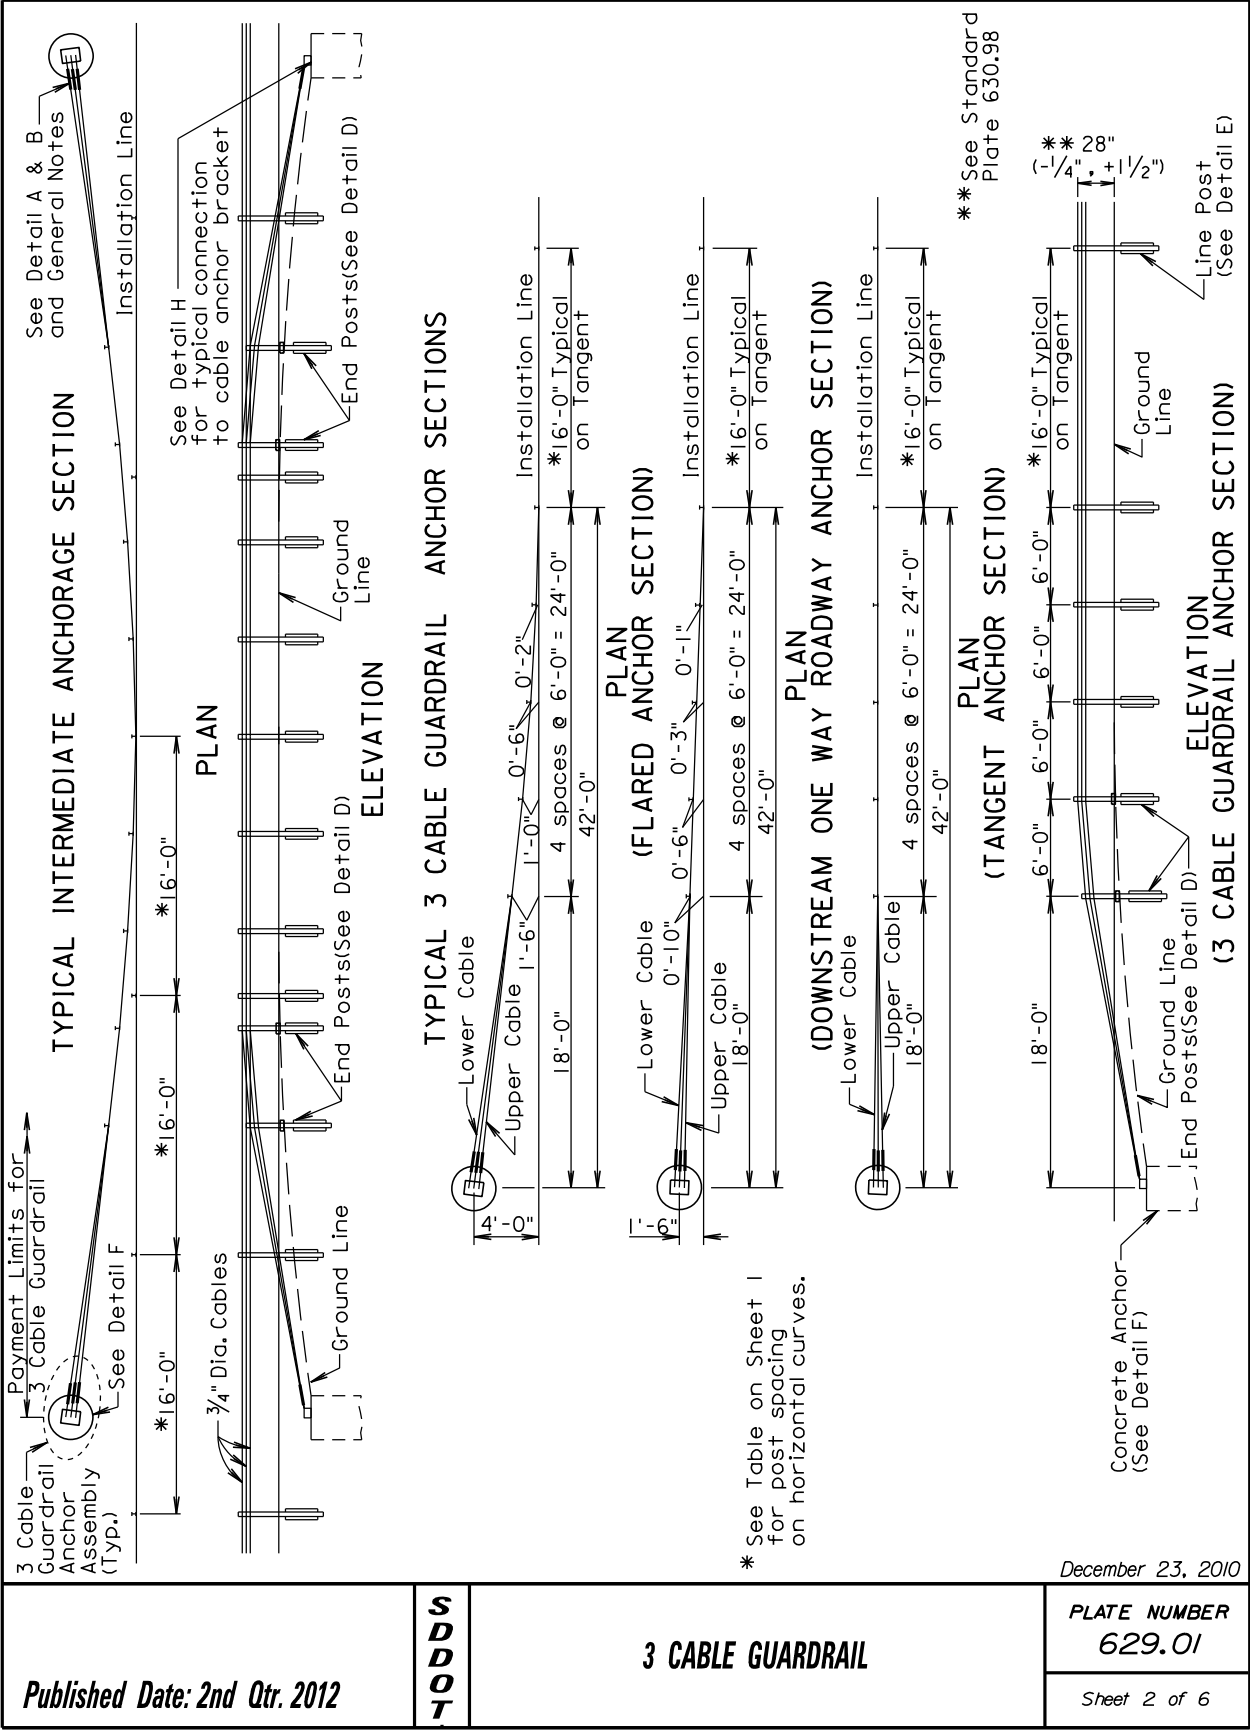 TYPICAL INTERMEDIATE ANCHORAGE SECTION
3 Cable
Guardrail
Anchor
Assembly
(Typ.)
Payment Limits for
3 Cable Guardrail
See Detail F
See Detail A & B
and General Notes
Installation Line
*16'-0"
*16'-0"
*16'-0"
PLAN
3/4" Dia. Cables
Ground Line
End Posts(See Detail D)
Ground
Line
See Detail H
for typical connection
to cable anchor bracket
End Posts(See Detail D)
ELEVATION
TYPICAL 3 CABLE GUARDRAIL ANCHOR SECTIONS
Lower Cable
Upper Cable
4'-0"
1'-6"
1'-0"
0'-6"
0'-2"
Installation Line
18'-0"
4 spaces @ 6'-0" = 24'-0"
*16'-0" Typical
on Tangent
42'-0"
PLAN
(FLARED ANCHOR SECTION)
Lower Cable
Upper Cable
1'-6"
0'-10"
0'-6"
0'-3"
0'-1"
Installation Line
18'-0"
4 spaces @ 6'-0" = 24'-0"
*16'-0" Typical
on Tangent
42'-0"
PLAN
(DOWNSTREAM ONE WAY ROADWAY ANCHOR SECTION)
Lower Cable
Upper Cable
Installation Line
18'-0"
4 spaces @ 6'-0" = 24'-0"
*16'-0" Typical
on Tangent
42'-0"
PLAN
(TANGENT ANCHOR SECTION)
* See Table on Sheet 1
for post spacing
on horizontal curves.
**See Standard
Plate 630.98
18'-0"
6'-0"
6'-0"
6'-0"
6'-0"
*16'-0" Typical
on Tangent
** 28"
(-1/4", +1 1/2")
Concrete Anchor
(See Detail F)
Ground Line
End Posts(See Detail D)
Ground
Line
Line Post
(See Detail E)
ELEVATION
(3 CABLE GUARDRAIL ANCHOR SECTION)
December 23, 2010
Published Date: 2nd Qtr. 2012
SDDOT
3 CABLE GUARDRAIL
PLATE NUMBER
629.01
Sheet 2 of 6